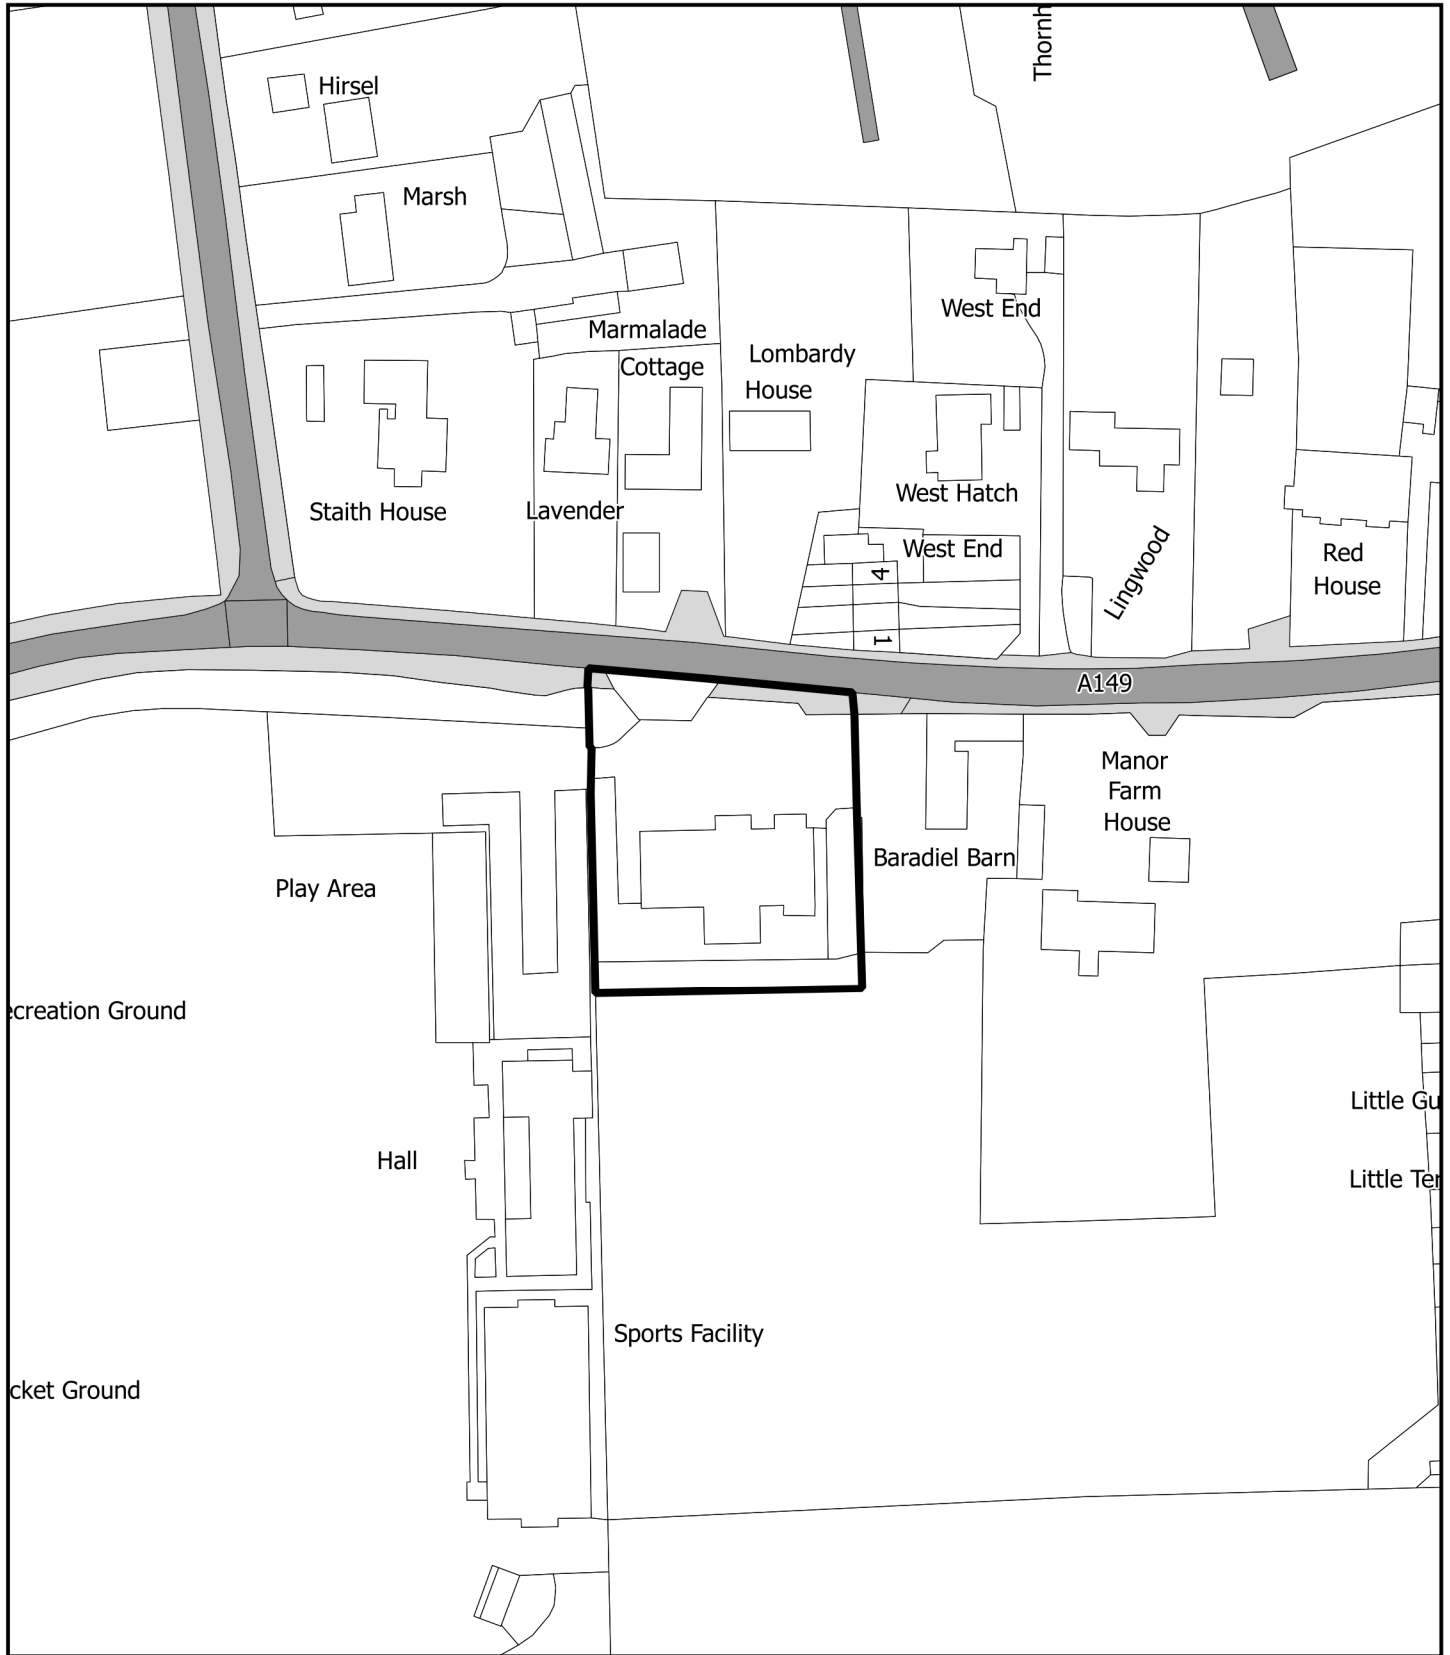 Thornh
Hirsel
Marsh
West End
Marmalade
Cottage
Lombardy
House
West Hatch
Staith House
Lavender
West End
4
1
Lingwood
Red
House
A149
Manor
Farm
House
Baradiel Barn
Play Area
ecreation Ground
Little Gu
Hall
Little Ter
Sports Facility
cket Ground